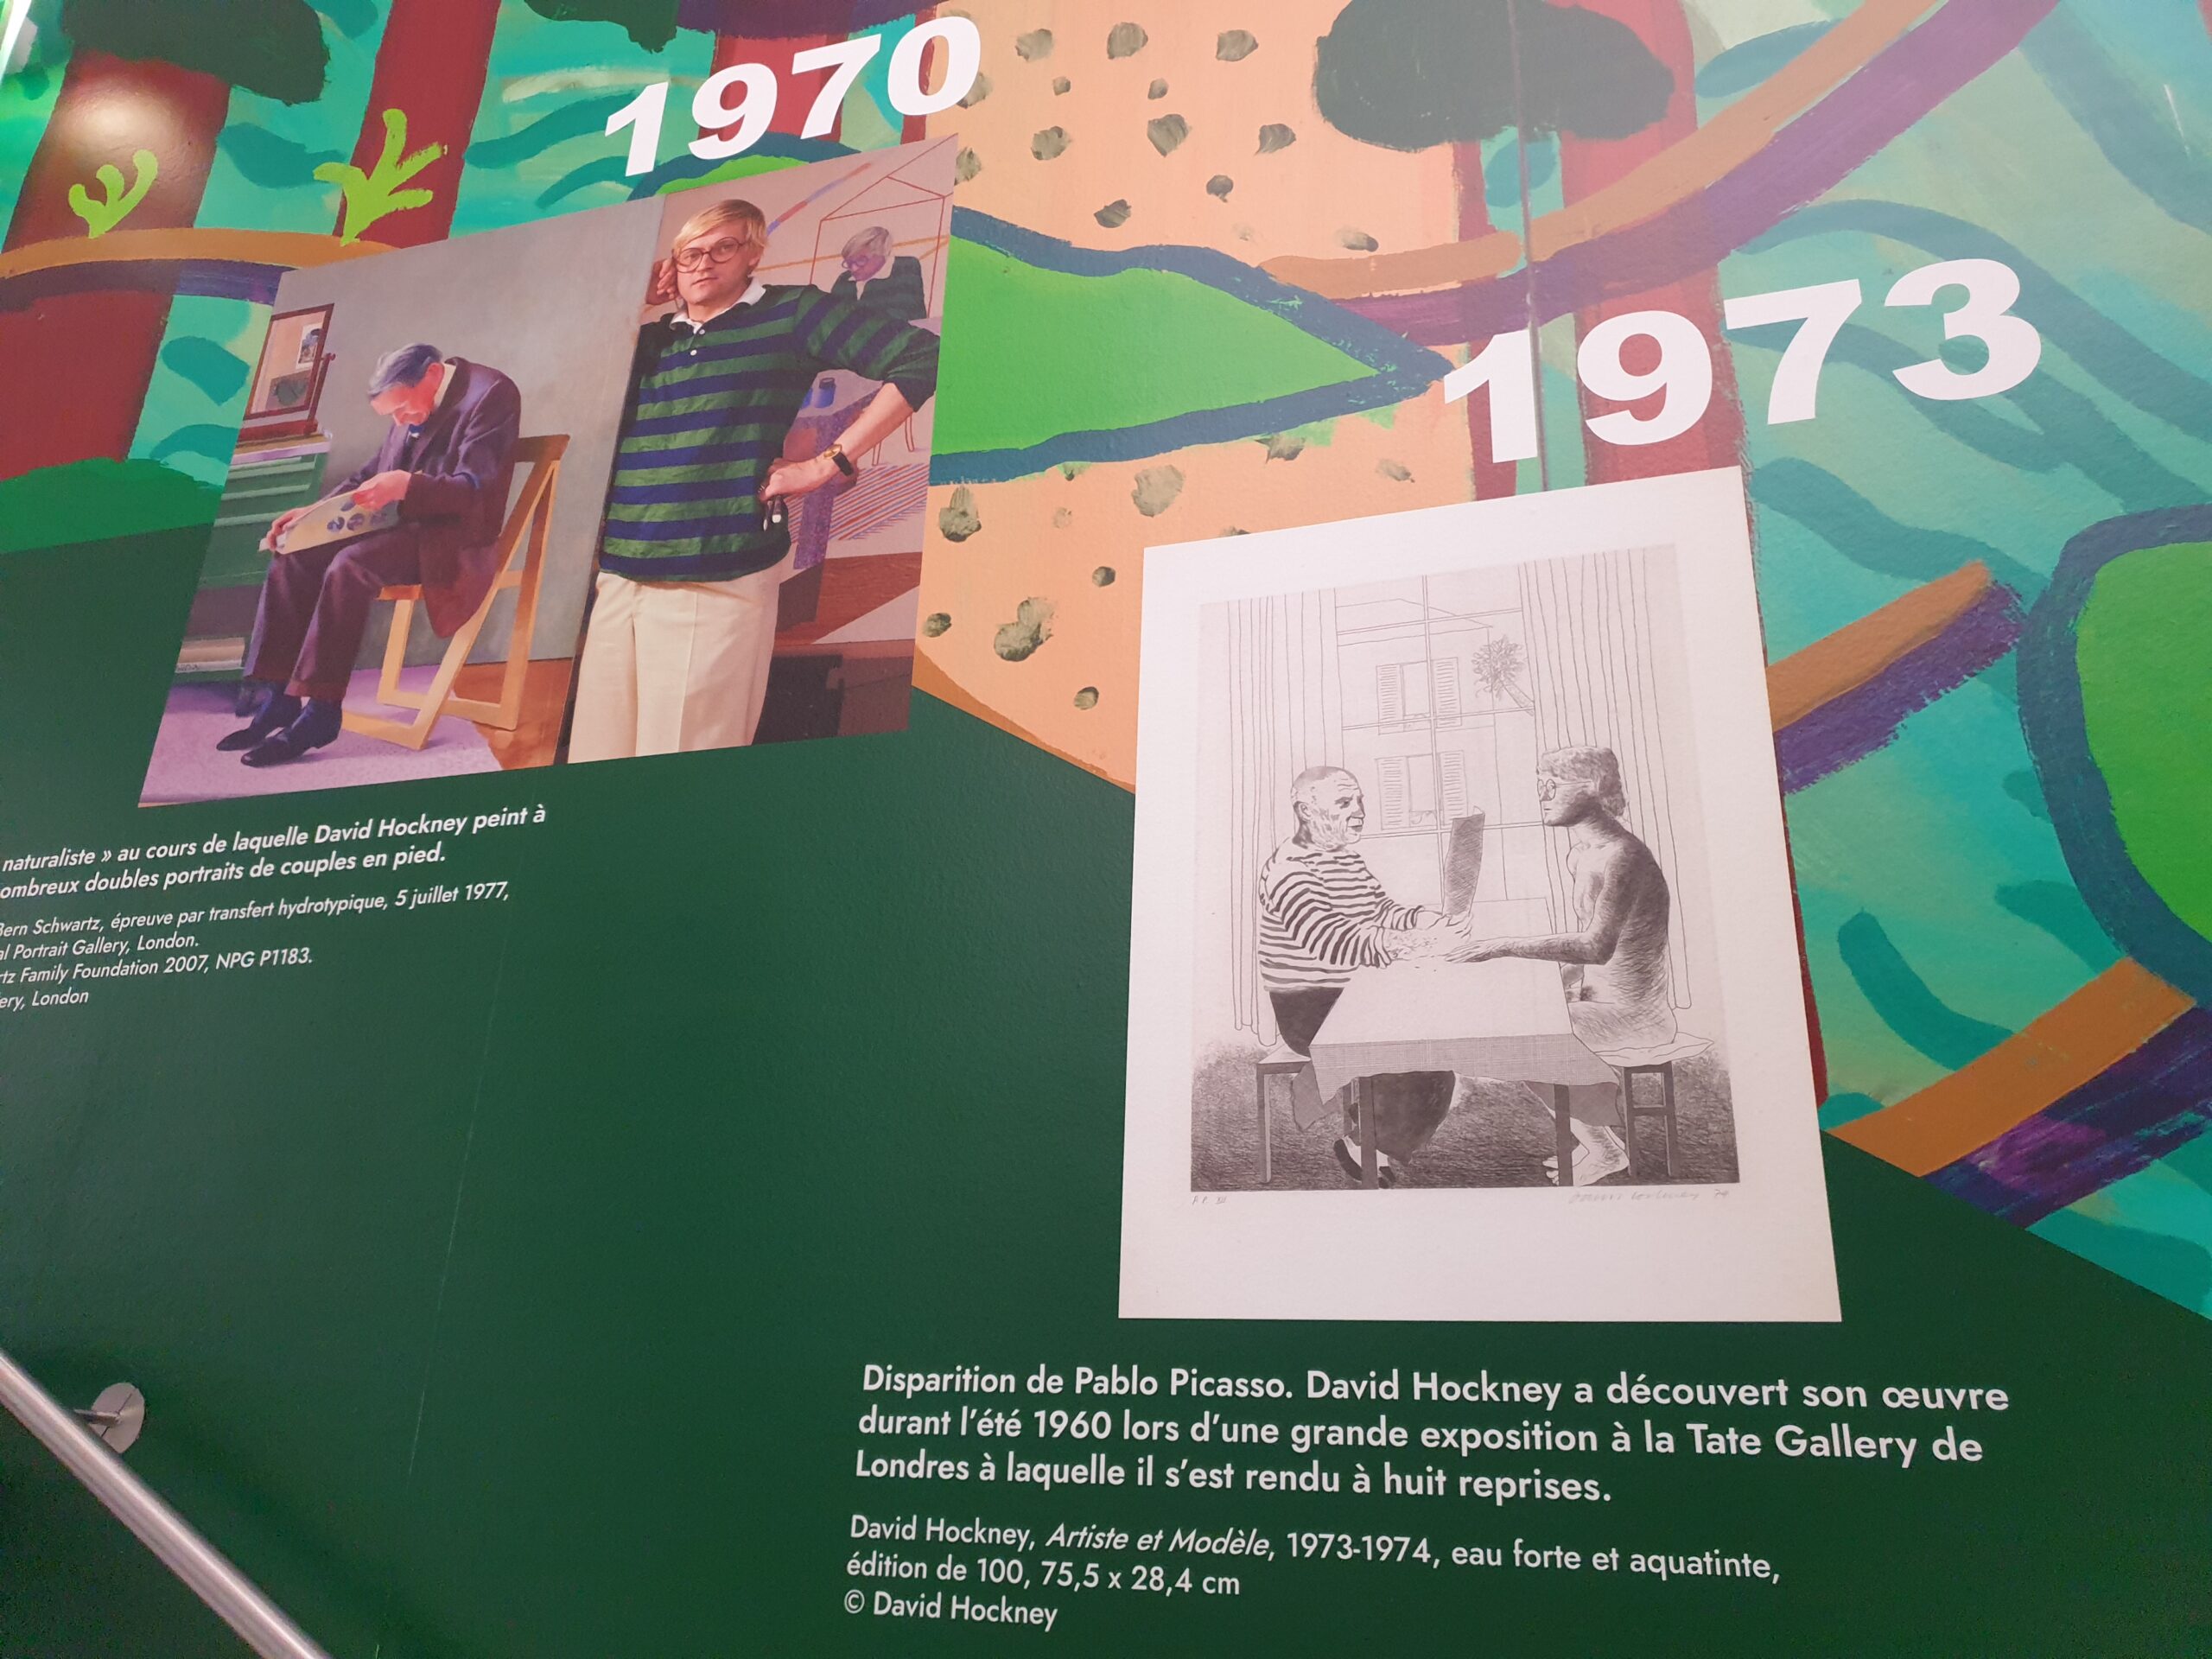 1970
naturaliste » au cours de laquelle David Hockney peint à
ombreux doubles portraits de couples en pied.
Bern Schwartz, épreuve par transfert hydrotypique, 5 juillet 1977,
al Portrait Gallery, London.
rtz Family Foundation 2007, NPG P1183.
ery, London
1973
Disparition de Pablo Picasso. David Hockney a découvert son œuvre
durant l'été 1960 lors d'une grande exposition à la Tate Gallery de
Londres à laquelle il s'est rendu à huit reprises.
David Hockney, Artiste et Modèle, 1973-1974, eau forte et aquatinte,
édition de 100, 75,5 x 28,4 cm
© David Hockney